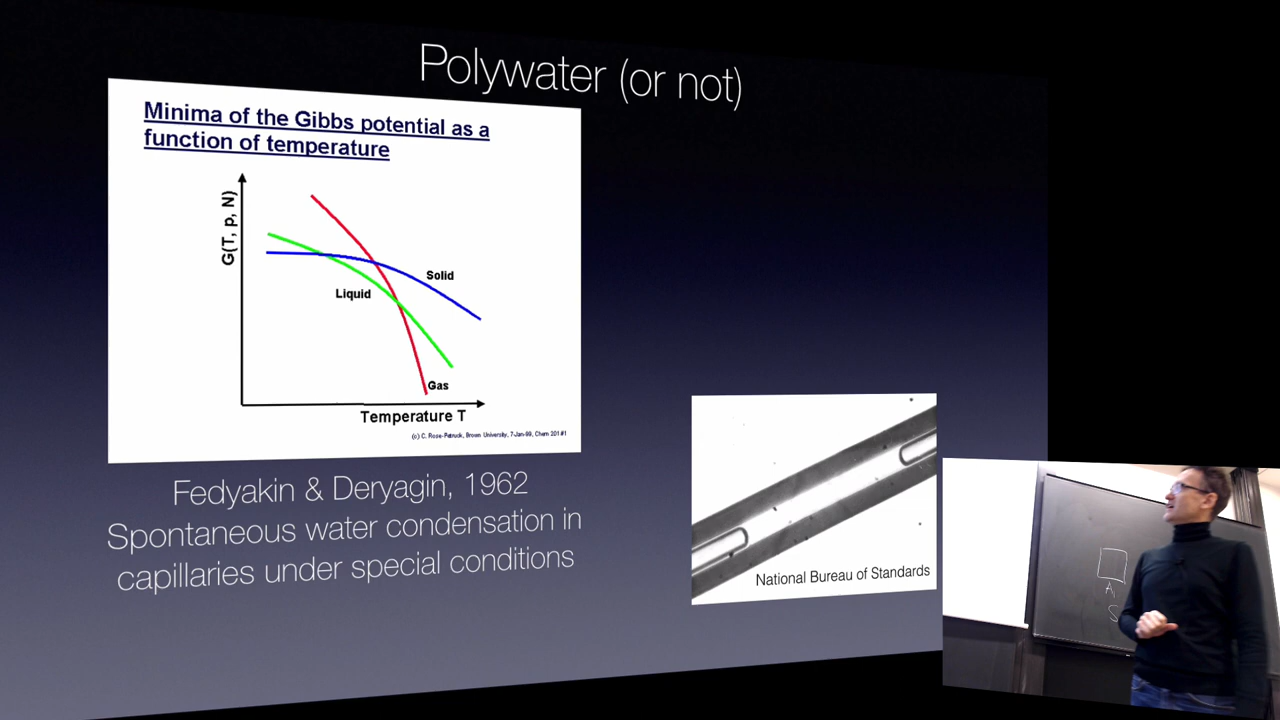 Polywater (or not)
Minima of the Gibbs potential as a
function of temperature
G(T, p, N)
Solid
Liquid
Gas
Temperature T
(c) C. Rose-Petruck, Brown University, 7-Jan-99, Chem 201#1
Fedyakin & Deryagin, 1962
Spontaneous water condensation in
capillaries under special conditions
National Bureau of Standards
A
S